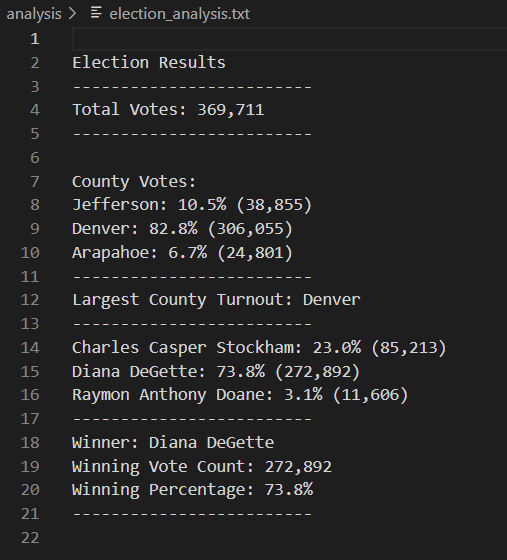 analysis > election_analysis.txt
1
2 Election Results
3 -------------------------
4 Total Votes: 369,711
5 -------------------------
6
7 County Votes:
8 Jefferson: 10.5% (38,855)
9 Denver: 82.8% (306,055)
10 Arapahoe: 6.7% (24,801)
11 -------------------------
12 Largest County Turnout: Denver
13 -------------------------
14 Charles Casper Stockham: 23.0% (85,213)
15 Diana DeGette: 73.8% (272,892)
16 Raymon Anthony Doane: 3.1% (11,606)
17 -------------------------
18 Winner: Diana DeGette
19 Winning Vote Count: 272,892
20 Winning Percentage: 73.8%
21 -------------------------
22